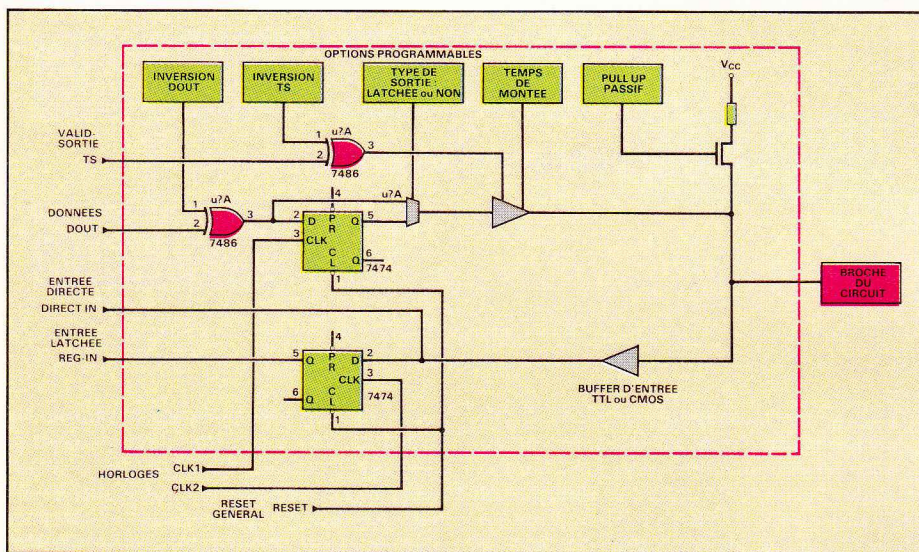 OPTIONS PROGRAMMABLES
INVERSION
DOUT
INVERSION
TS
TYPE DE
SORTIE :
LATCHÉE ou NON
TEMPS
DE
MONTEE
PULL UP
PASSIF
VCC
VALID-
SORTIE
TS
u?A
1
2
3
7486
DONNEES
DOUT
u?A
1
2
3
7486
4
u?A
2
D
P
R
Q
5
3
CLK
C
L
Q
6
7474
1
ENTREE
DIRECTE
DIRECT IN
BROCHE
DU
CIRCUIT
ENTREE
LATCHÉE
REG-IN
4
5
Q
P
R
D
2
CLK
3
6
Q
C
L
7474
1
BUFFER D'ENTREE
TTL ou CMOS
HORLOGES
CLK1
CLK2
RESET
GENERAL
RESET